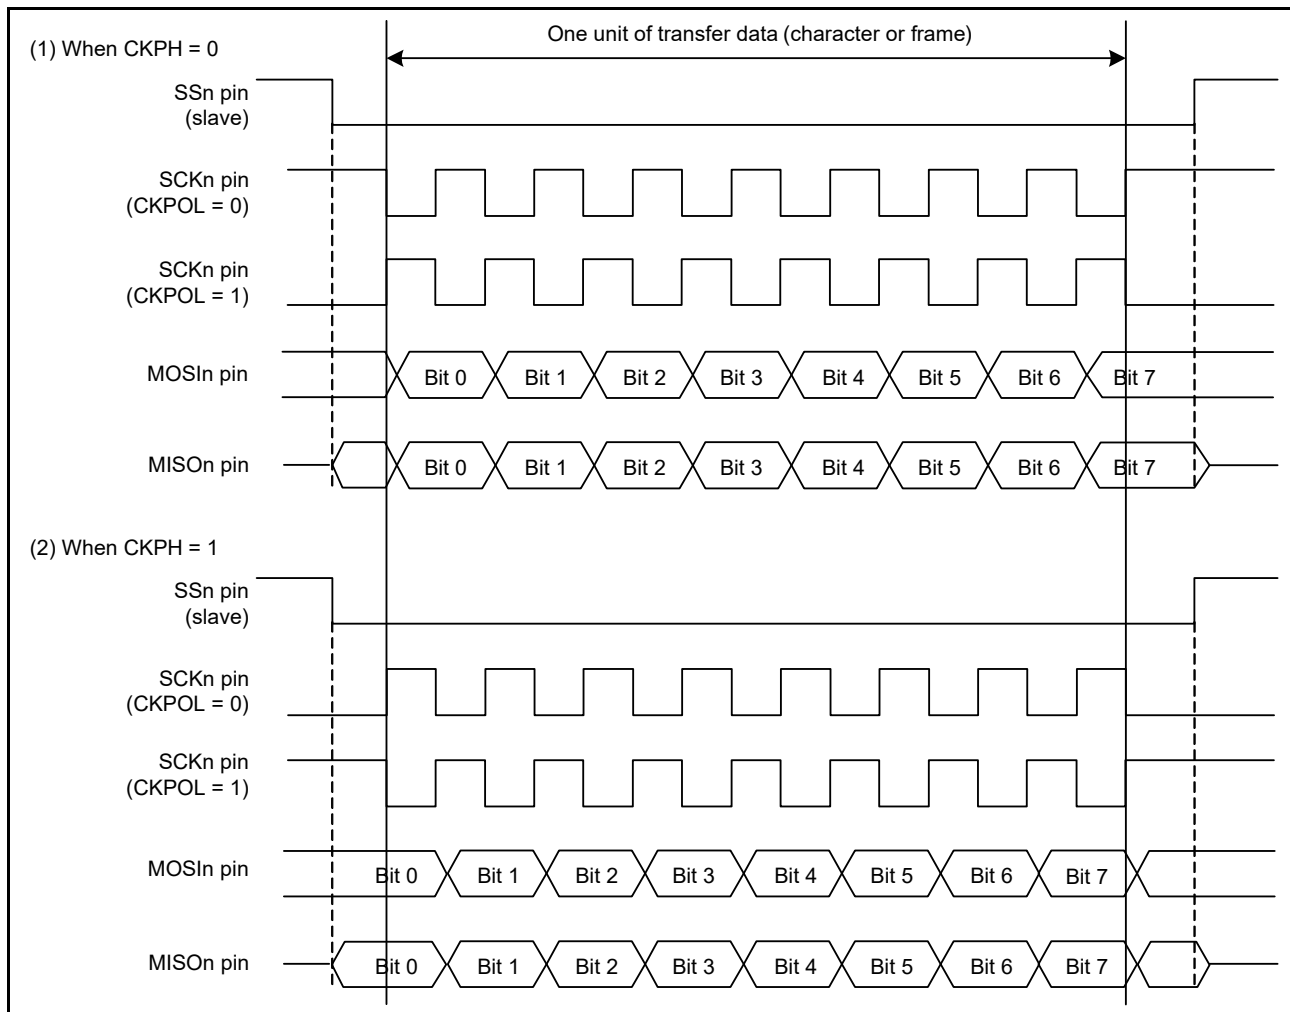 One unit of transfer data (character or frame)
(1) When CKPH = 0
SSn pin
(slave)
SCKn pin
(CKPOL = 0)
SCKn pin
(CKPOL = 1)
MOSIn pin
Bit 0 Bit 1 Bit 2 Bit 3 Bit 4 Bit 5 Bit 6 Bit 7
MISOn pin
Bit 0 Bit 1 Bit 2 Bit 3 Bit 4 Bit 5 Bit 6 Bit 7
(2) When CKPH = 1
SSn pin
(slave)
SCKn pin
(CKPOL = 0)
SCKn pin
(CKPOL = 1)
MOSIn pin
Bit 0 Bit 1 Bit 2 Bit 3 Bit 4 Bit 5 Bit 6 Bit 7
MISOn pin
Bit 0 Bit 1 Bit 2 Bit 3 Bit 4 Bit 5 Bit 6 Bit 7